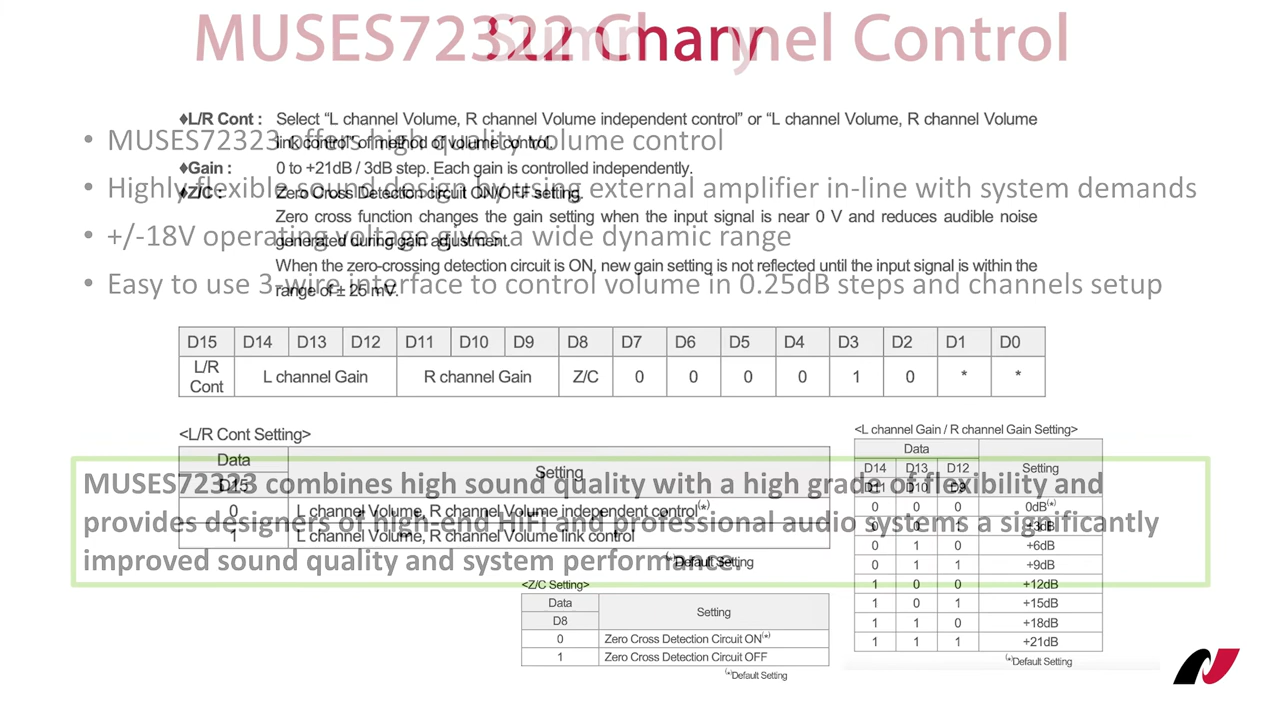 MUSES72322 Channel Control
Summary
♦L/R Cont : Select “L channel Volume, R channel Volume independent control” or “L channel Volume, R channel Volume
link control” of method of volume control.
♦Gain : 0 to +21dB / 3dB step. Each gain is controlled independently.
♦Z/C : Zero Cross Detection circuit ON/OFF setting.
Zero cross function changes the gain setting when the input signal is near 0 V and reduces audible noise
generated during gain adjustment.
When the zero-crossing detection circuit is ON, new gain setting is not reflected until the input signal is within the
range of ± 25 mV.
• MUSES72323 offers high quality volume control
• Highly flexible sound design by using external amplifier in-line with system demands
• +/-18V operating voltage gives a wide dynamic range
• Easy to use 3-wire interface to control volume in 0.25dB steps and channels setup
D15 D14 D13 D12 D11 D10 D9 D8 D7 D6 D5 D4 D3 D2 D1 D0
L/R Cont L channel Gain R channel Gain Z/C 0 0 0 0 1 0 * *
<L/R Cont Setting>
Data Setting
D15
0 L channel Volume, R channel Volume independent control(*)
1 L channel Volume, R channel Volume link control
(*)Default Setting
MUSES72323 combines high sound quality with a high grade of flexibility and
provides designers of high-end HiFi and professional audio systems a significantly
improved sound quality and system performance.
<Z/C Setting>
Data Setting
D8
0 Zero Cross Detection Circuit ON(*)
1 Zero Cross Detection Circuit OFF
(*)Default Setting
<L channel Gain / R channel Gain Setting>
Data Setting
D14 D13 D12
D11 D10 D9
0 0 0 0dB(*)
0 0 1 +3dB
0 1 0 +6dB
0 1 1 +9dB
1 0 0 +12dB
1 0 1 +15dB
1 1 0 +18dB
1 1 1 +21dB
(*)Default Setting